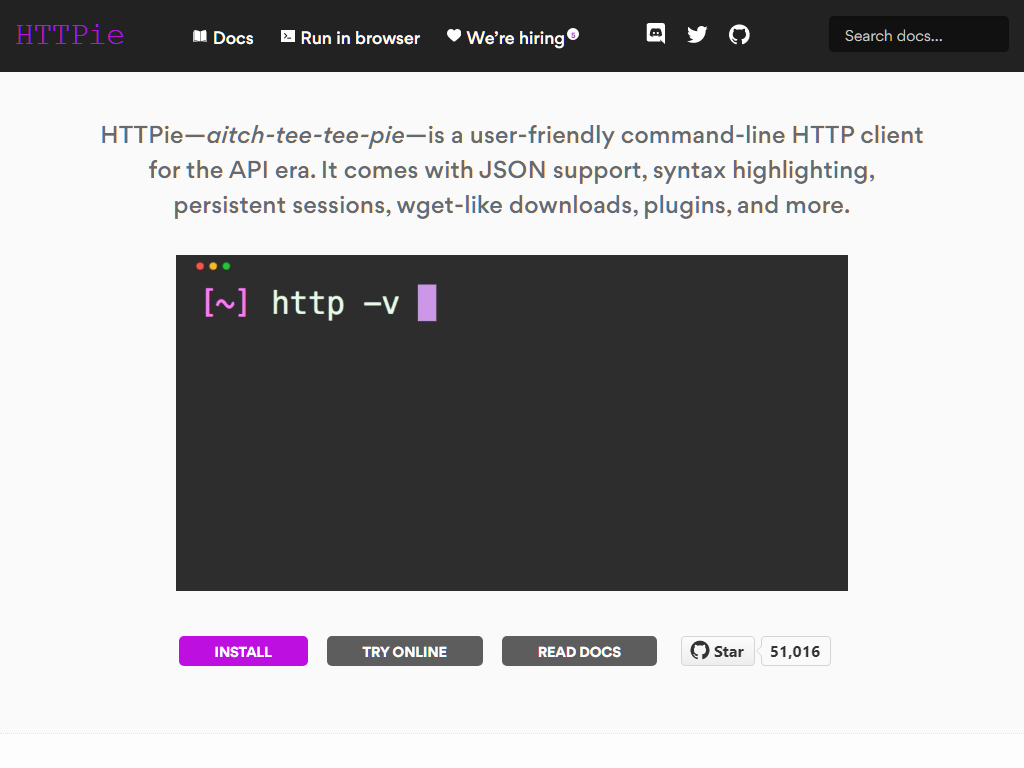 HTTPie
Docs
Run in browser
We’re hiring
Search docs...
HTTPie—aitch-tee-tee-pie—is a user-friendly command-line HTTP client
for the API era. It comes with JSON support, syntax highlighting,
persistent sessions, wget-like downloads, plugins, and more.
[~] http -v
INSTALL
TRY ONLINE
READ DOCS
Star
51,016